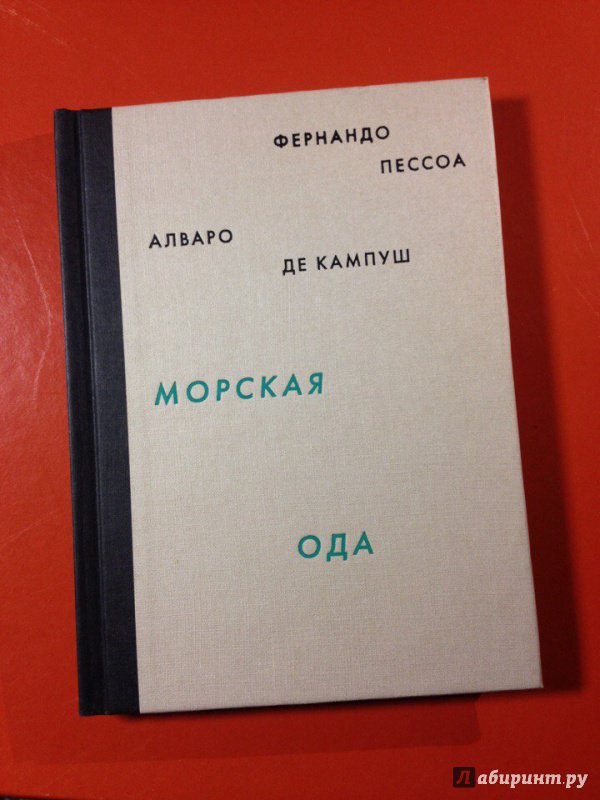 ФЕРНАНДО
ПЕССОА
АЛВАРО
ДЕ КАМПУШ
МОРСКАЯ
ОДА
Лабиринт.ру